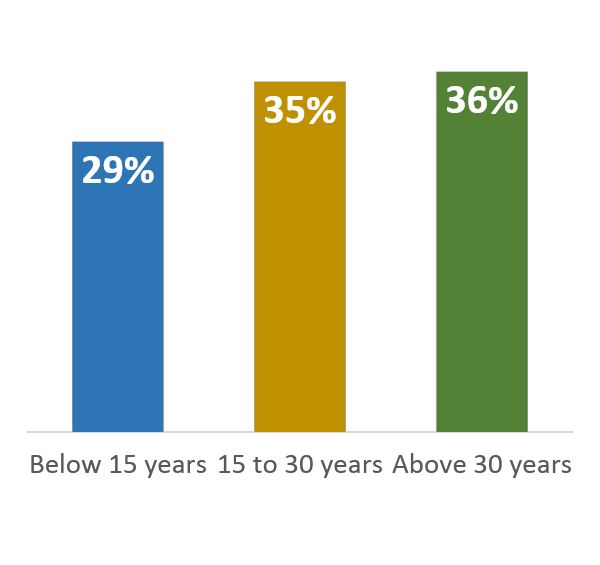 29%
35%
36%
Below 15 years
15 to 30 years
Above 30 years